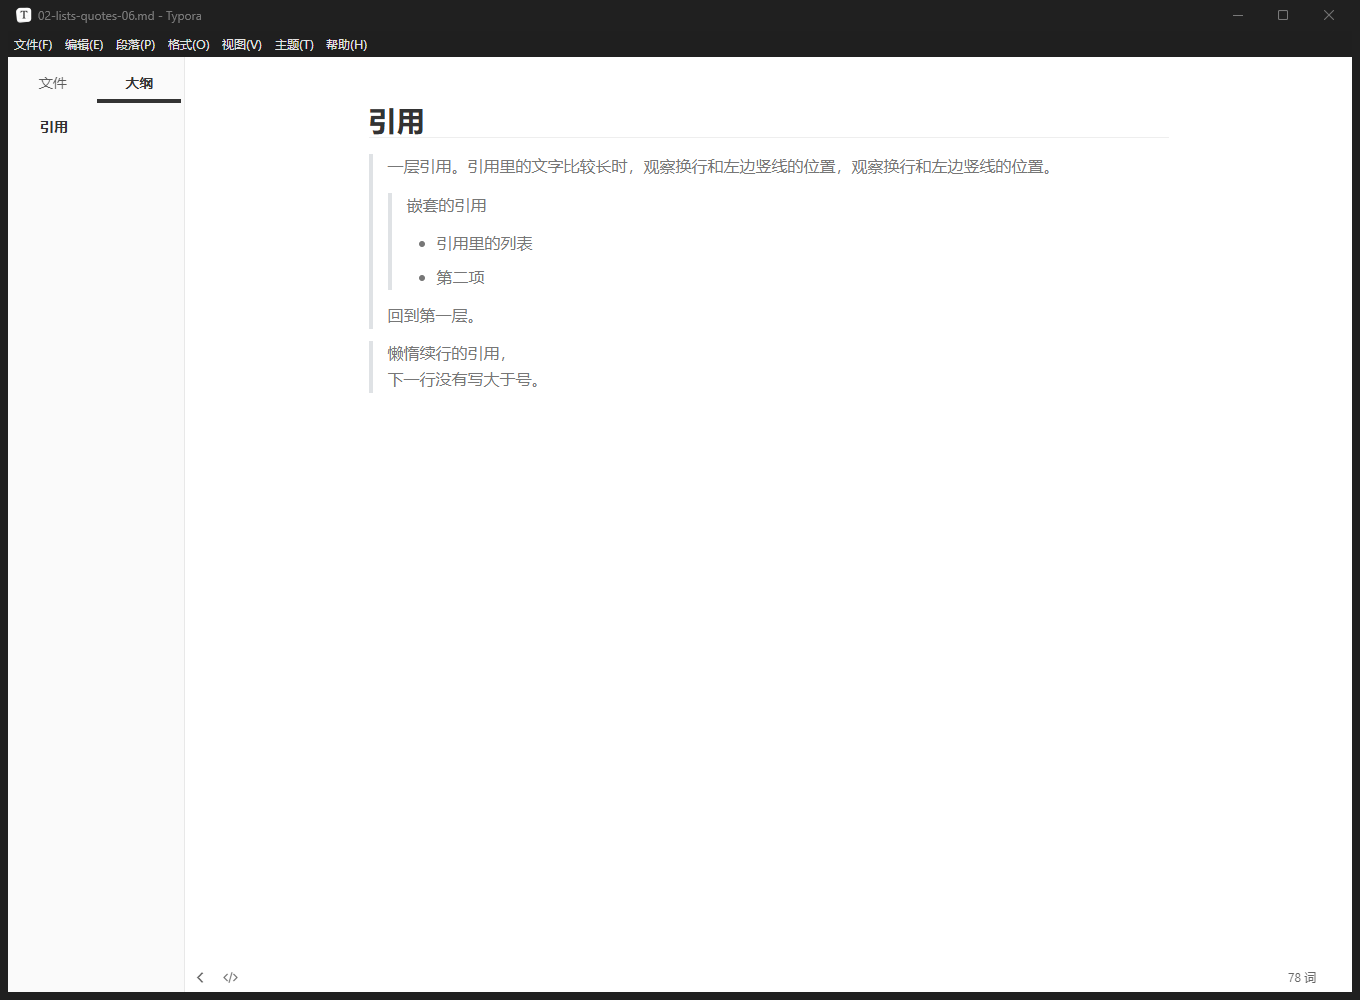 02-lists-quotes-06.md - Typora
文件(F) 编辑(E) 段落(P) 格式(O) 视图(V) 主题(T) 帮助(H)
文件 大纲
引用
引用
一层引用。引用里的文字比较长时，观察换行和左边竖线的位置，观察换行和左边竖线的位置。
嵌套的引用
引用里的列表
第二项
回到第一层。
懒惰续行的引用，
下一行没有写大于号。
78 词